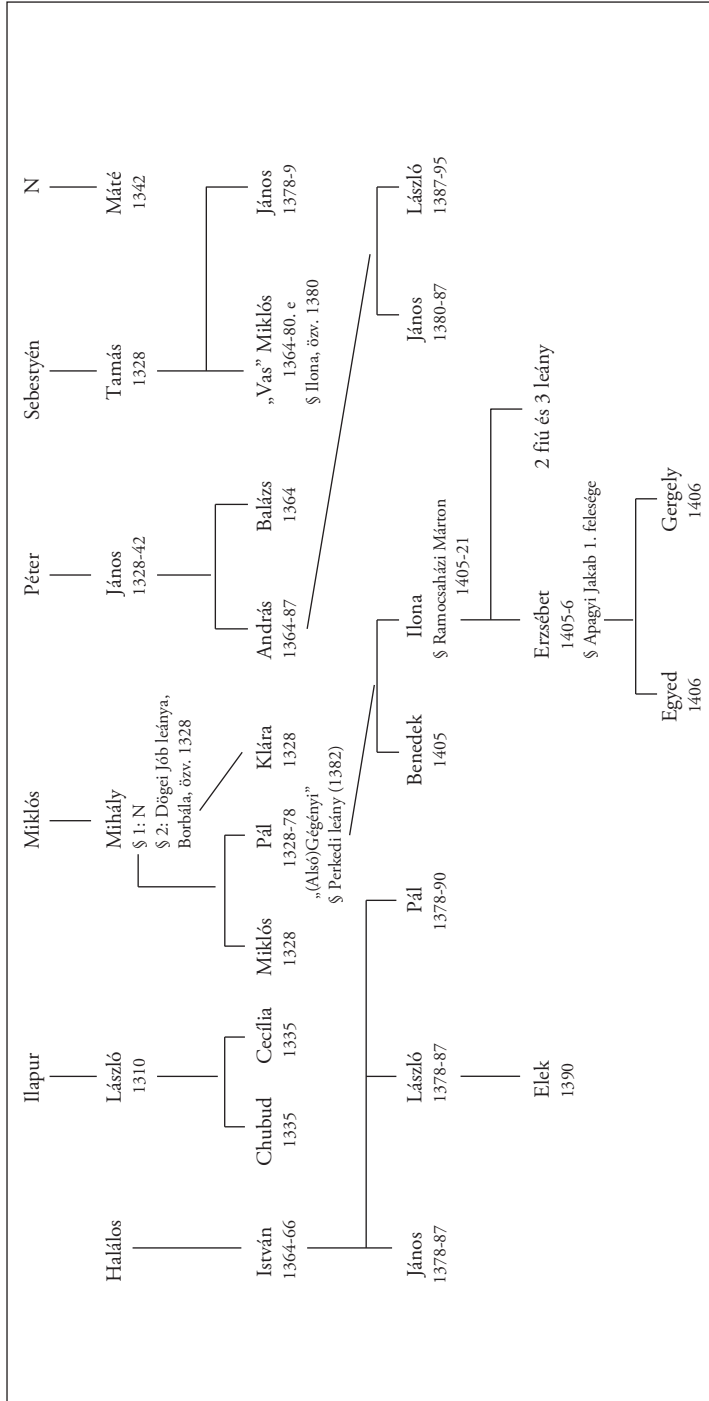 Ilapur
Miklós
Péter
Sebestyén
N
Halálos
László
1310
Mihály
§ 1: N
§ 2: Dögei Jób leánya,
Borbála, özv. 1328
János
1328-42
Tamás
1328
Máté
1342
István
1364-66
Chubud
1335
Cecília
1335
Miklós
1328
Pál
1328-78
„(Alsó)Gégényi”
§ Perkedi leány (1382)
Klára
1328
András
1364-87
Balázs
1364
„Vas” Miklós
1364-80. e
§ Ilona, özv. 1380
János
1378-9
János
1378-87
László
1378-87
Pál
1378-90
Benedek
1405
Ilona
§ Ramocsaházi Márton
1405-21
János
1380-87
László
1387-95
Elek
1390
Erzsébet
1405-6
§ Apagyi Jakab 1. felesége
2 fiú és 3 leány
Egyed
1406
Gergely
1406